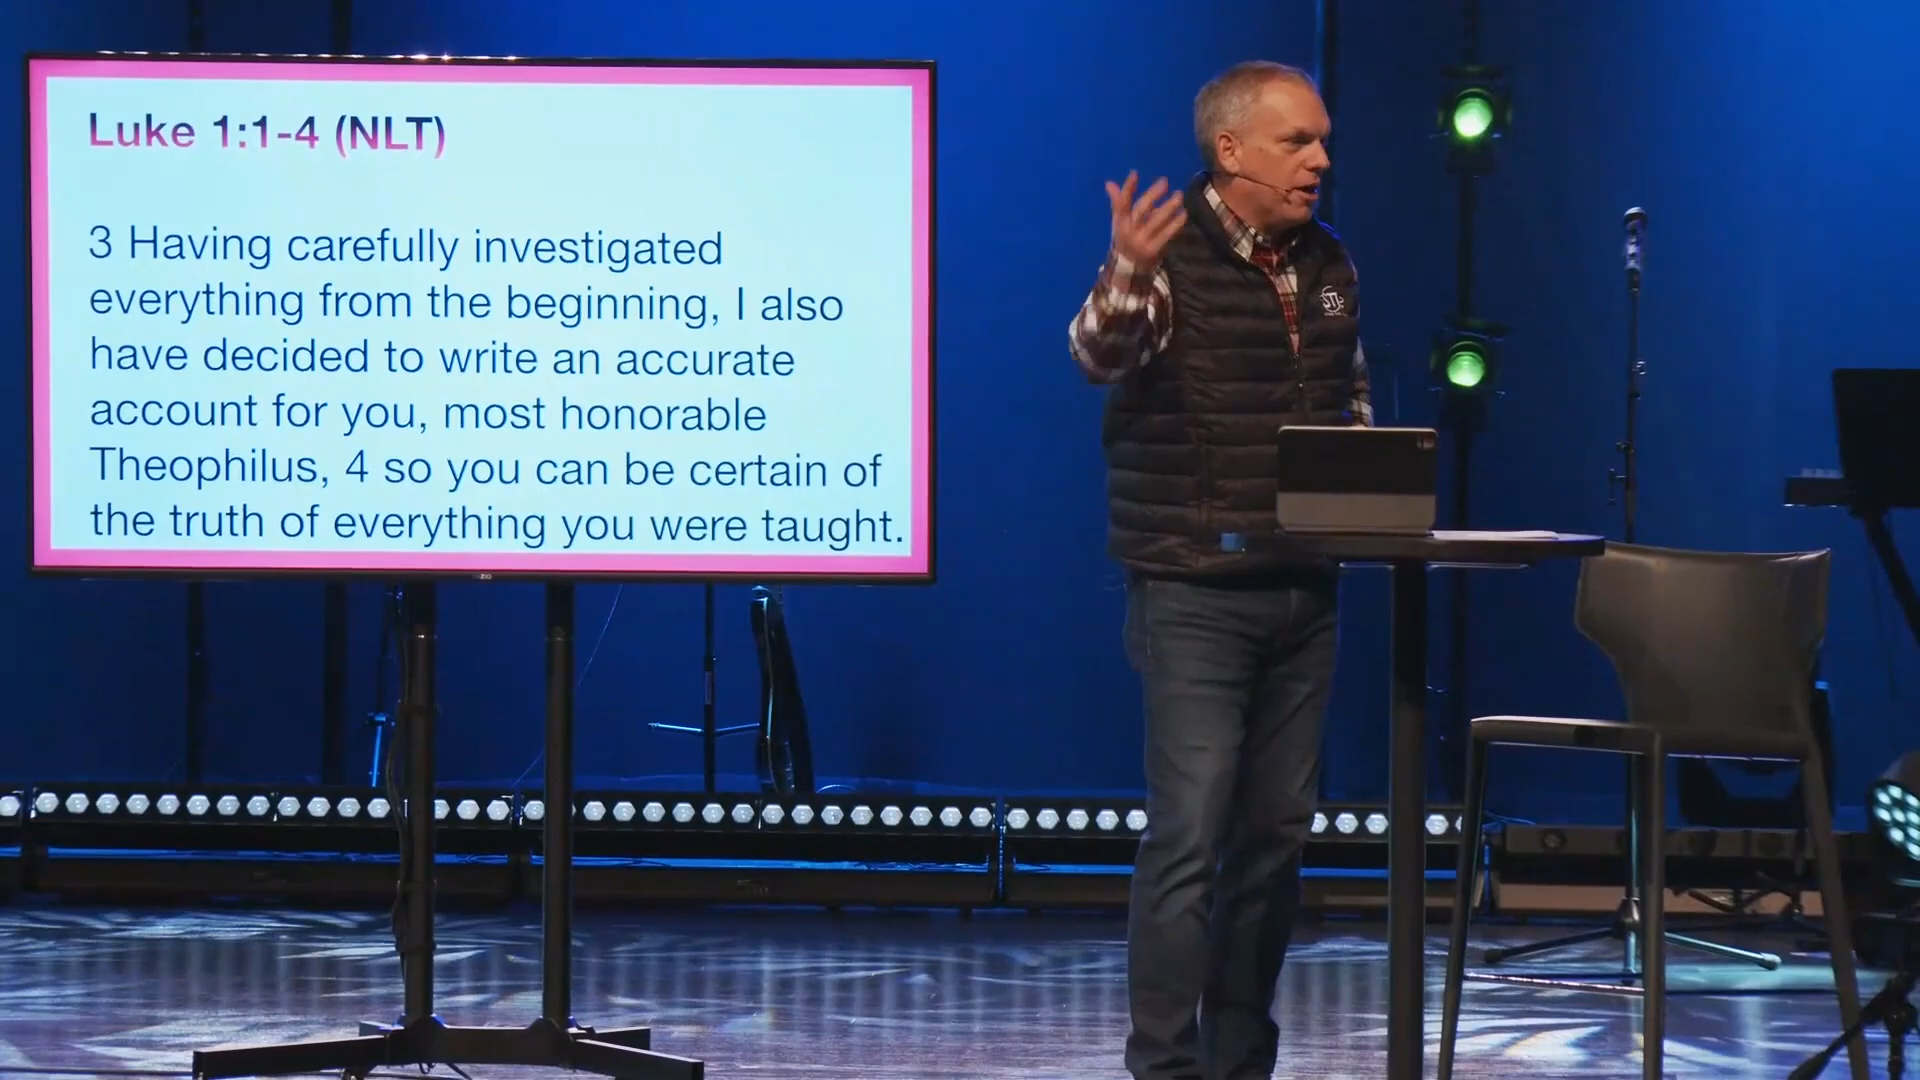 Luke 1:1-4 (NLT)
3 Having carefully investigated
everything from the beginning, I also
have decided to write an accurate
account for you, most honorable
Theophilus, 4 so you can be certain of
the truth of everything you were taught.